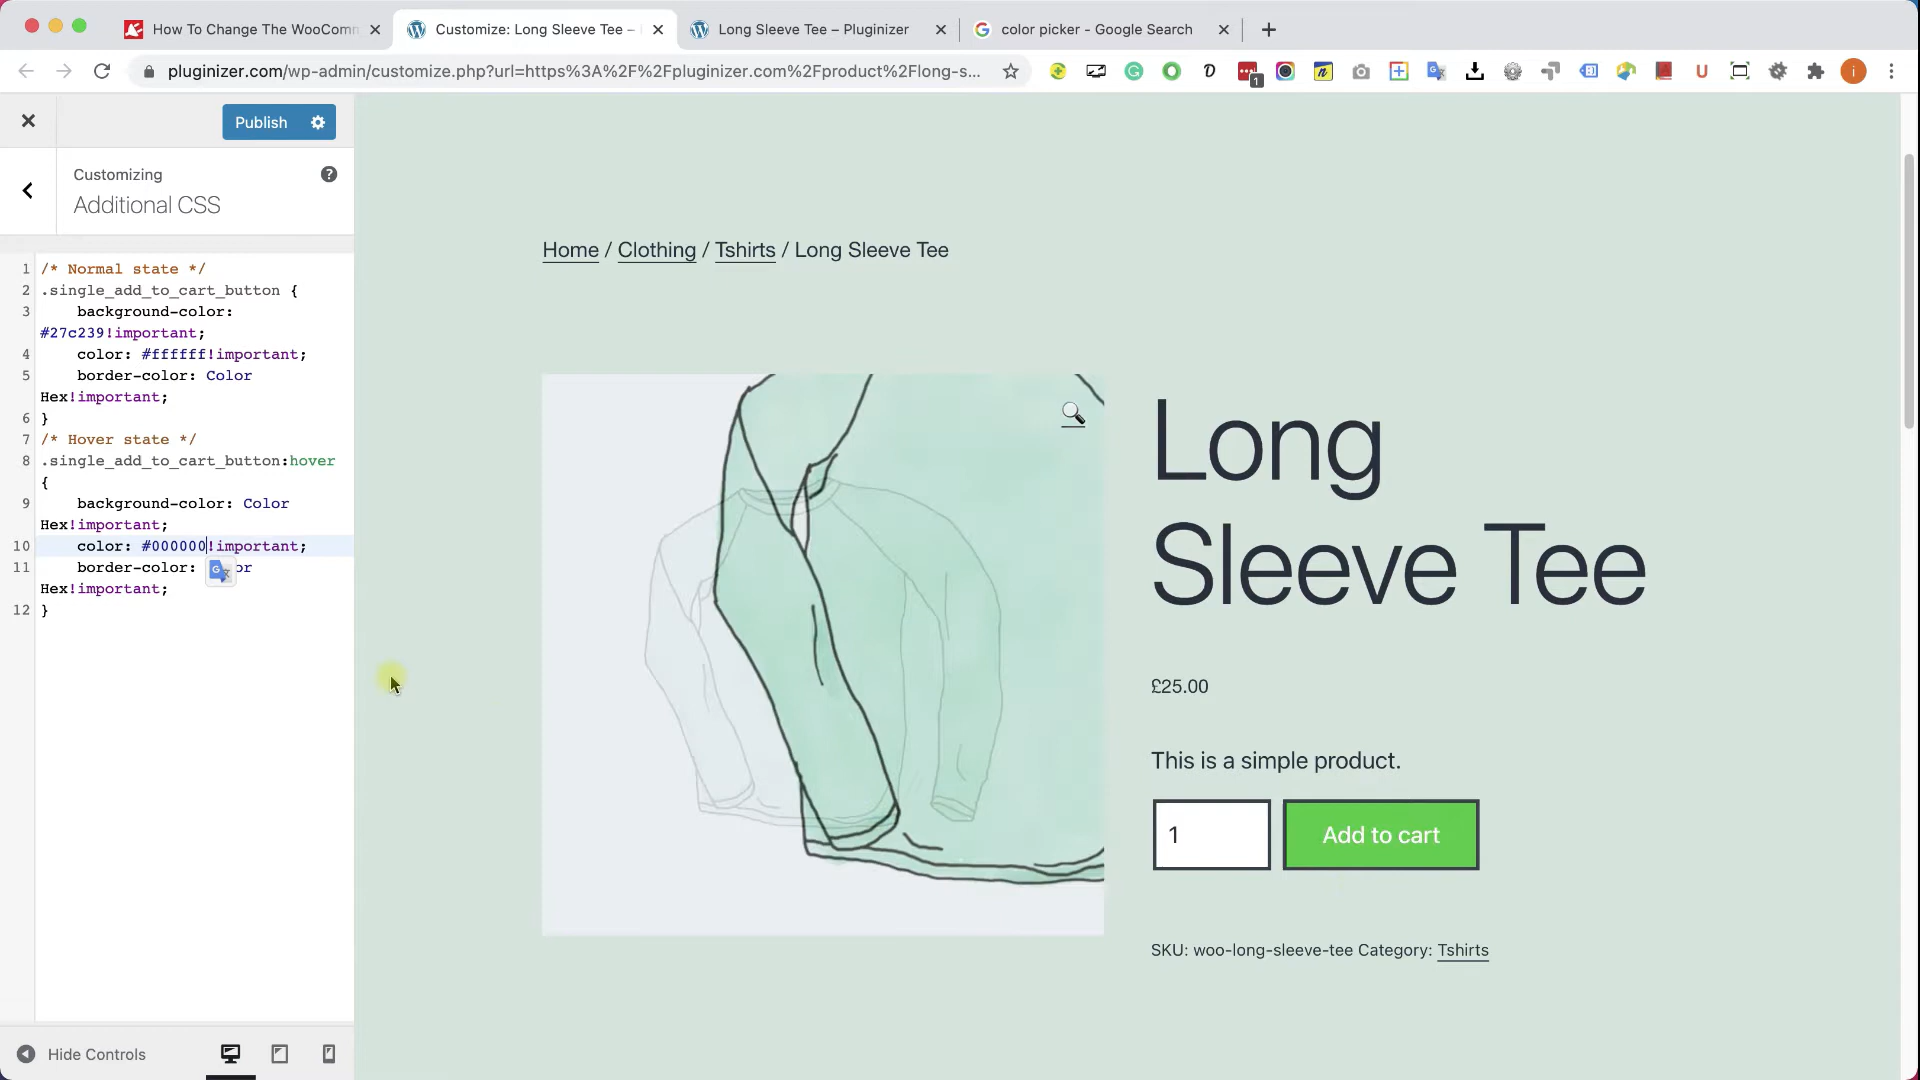 How To Change The WooComm
Customize: Long Sleeve Tee –
Long Sleeve Tee – Pluginizer
color picker - Google Search
pluginizer.com/wp-admin/customize.php?url=https%3A%2F%2Fpluginizer.com%2Fproduct%2Flong-s...
1
i
Publish
Customizing
Additional CSS
1 /* Normal state */
2 .single_add_to_cart_button {
3 background-color:
#27c239!important;
4 color: #ffffff!important;
5 border-color: Color
Hex!important;
6 }
7 /* Hover state */
8 .single_add_to_cart_button:hover
{
9 background-color: Color
Hex!important;
10 color: #000000!important;
11 border-color: or
Hex!important;
12 }
Hide Controls
Home / Clothing / Tshirts / Long Sleeve Tee
Long
Sleeve Tee
£25.00
This is a simple product.
1 Add to cart
SKU: woo-long-sleeve-tee Category: Tshirts